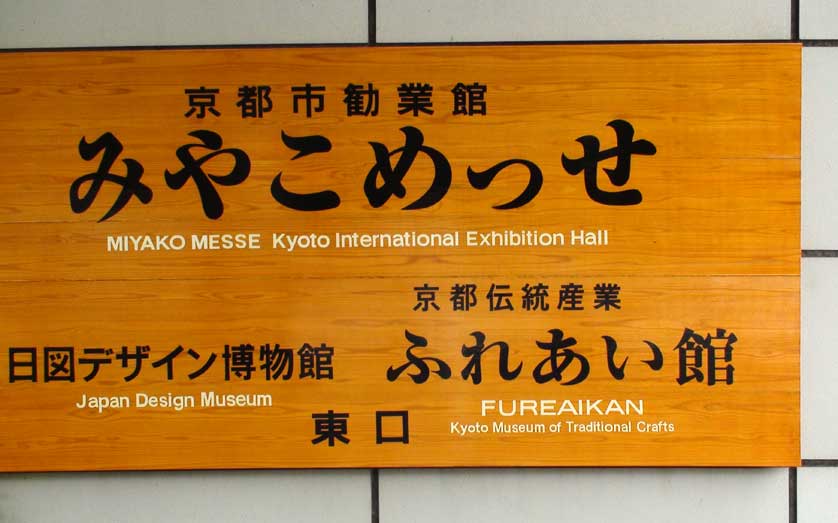 京都市勧業館
みやこめっせ
MIYAKO MESSE Kyoto International Exhibition Hall
京都伝統産業
日図デザイン博物館
ふれあい館
Japan Design Museum
FUREAIKAN
Kyoto Museum of Traditional Crafts
東口